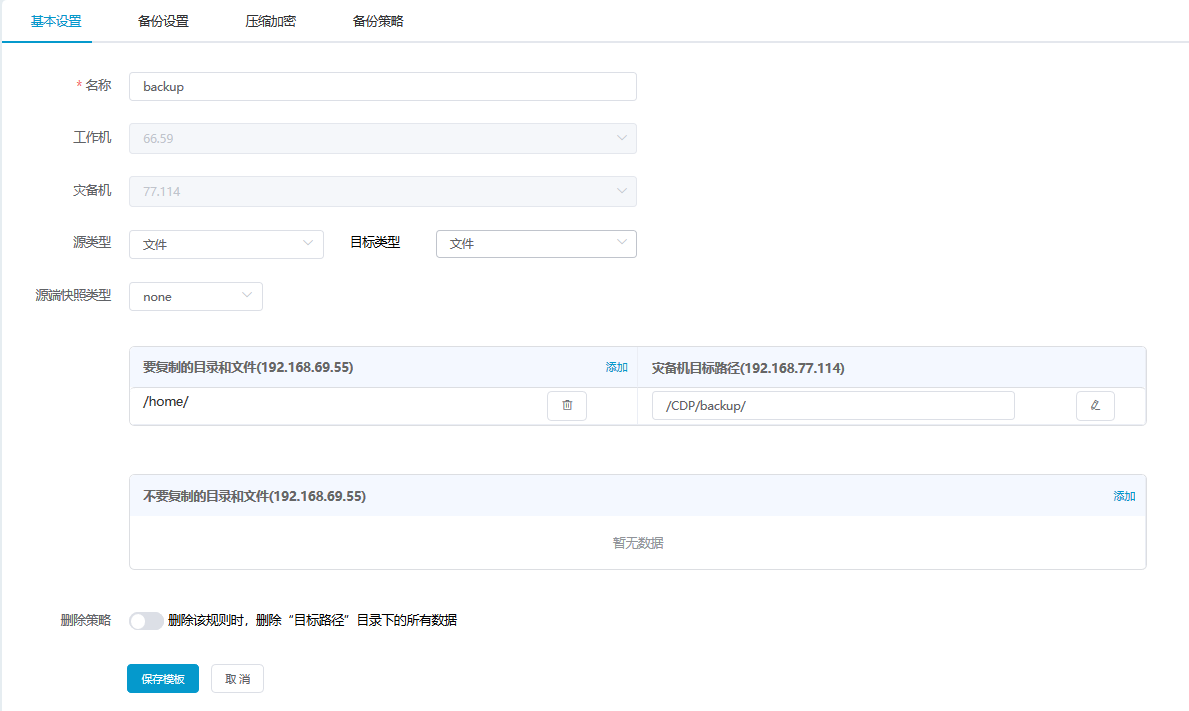 基本设置 备份设置 压缩加密 备份策略
* 名称 backup
工作机 66.59
灾备机 77.114
源类型 文件 目标类型 文件
源端快照类型 none
要复制的目录和文件(192.168.69.55) 添加 灾备机目标路径(192.168.77.114)
/home/ /CDP/backup/
不要复制的目录和文件(192.168.69.55) 添加
暂无数据
删除策略 删除该规则时，删除“目标路径”目录下的所有数据
保存模板 取 消